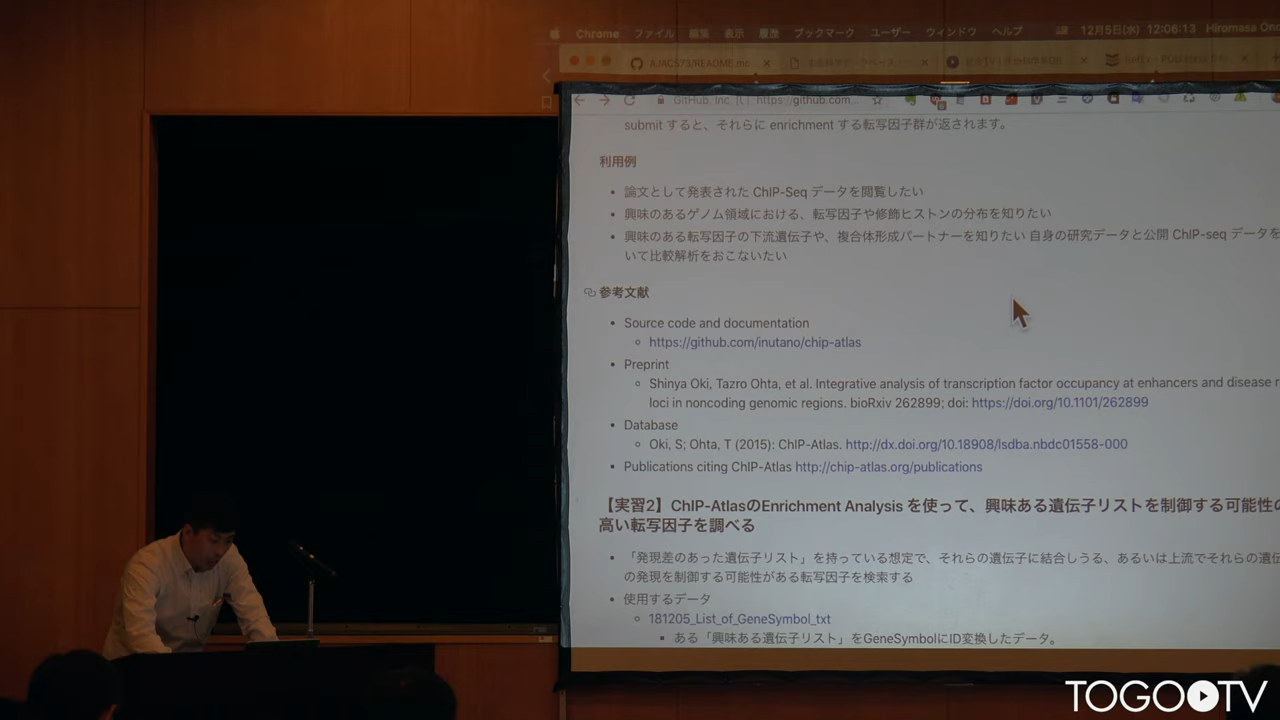 Chrome ファイル 編集 表示 履歴 ブックマーク ユーザー ウィンドウ ヘルプ 12月5日(水) 12:06:13 Hiromasa Ono
AJACS73/README.mc
GitHub, Inc. [ https://github.com...
submit すると、それらに enrichment する転写因子群が返されます。
利用例
論文として発表された ChIP-Seq データを閲覧したい
興味のあるゲノム領域における、転写因子や修飾ヒストンの分布を知りたい
興味のある転写因子の下流遺伝子や、複合体形成パートナーを知りたい 自身の研究データと公開 ChIP-seq データを
いて比較解析をおこないたい
参考文献
Source code and documentation
https://github.com/inutano/chip-atlas
Preprint
Shinya Oki, Tazro Ohta, et al. Integrative analysis of transcription factor occupancy at enhancers and disease
loci in noncoding genomic regions. bioRxiv 262899; doi: https://doi.org/10.1101/262899
Database
Oki, S; Ohta, T (2015): ChIP-Atlas. http://dx.doi.org/10.18908/lsdba.nbdc01558-000
Publications citing ChIP-Atlas http://chip-atlas.org/publications
【実習2】ChIP-AtlasのEnrichment Analysis を使って、興味ある遺伝子リストを制御する可能性の
高い転写因子を調べる
「発現差のあった遺伝子リスト」を持っている想定で、それらの遺伝子に結合しうる、あるいは上流でそれらの遺伝
の発現を制御する可能性がある転写因子を検索する
使用するデータ
181205_List_of_GeneSymbol_txt
ある「興味ある遺伝子リスト」をGeneSymbolにID変換したデータ。
TOGOTV